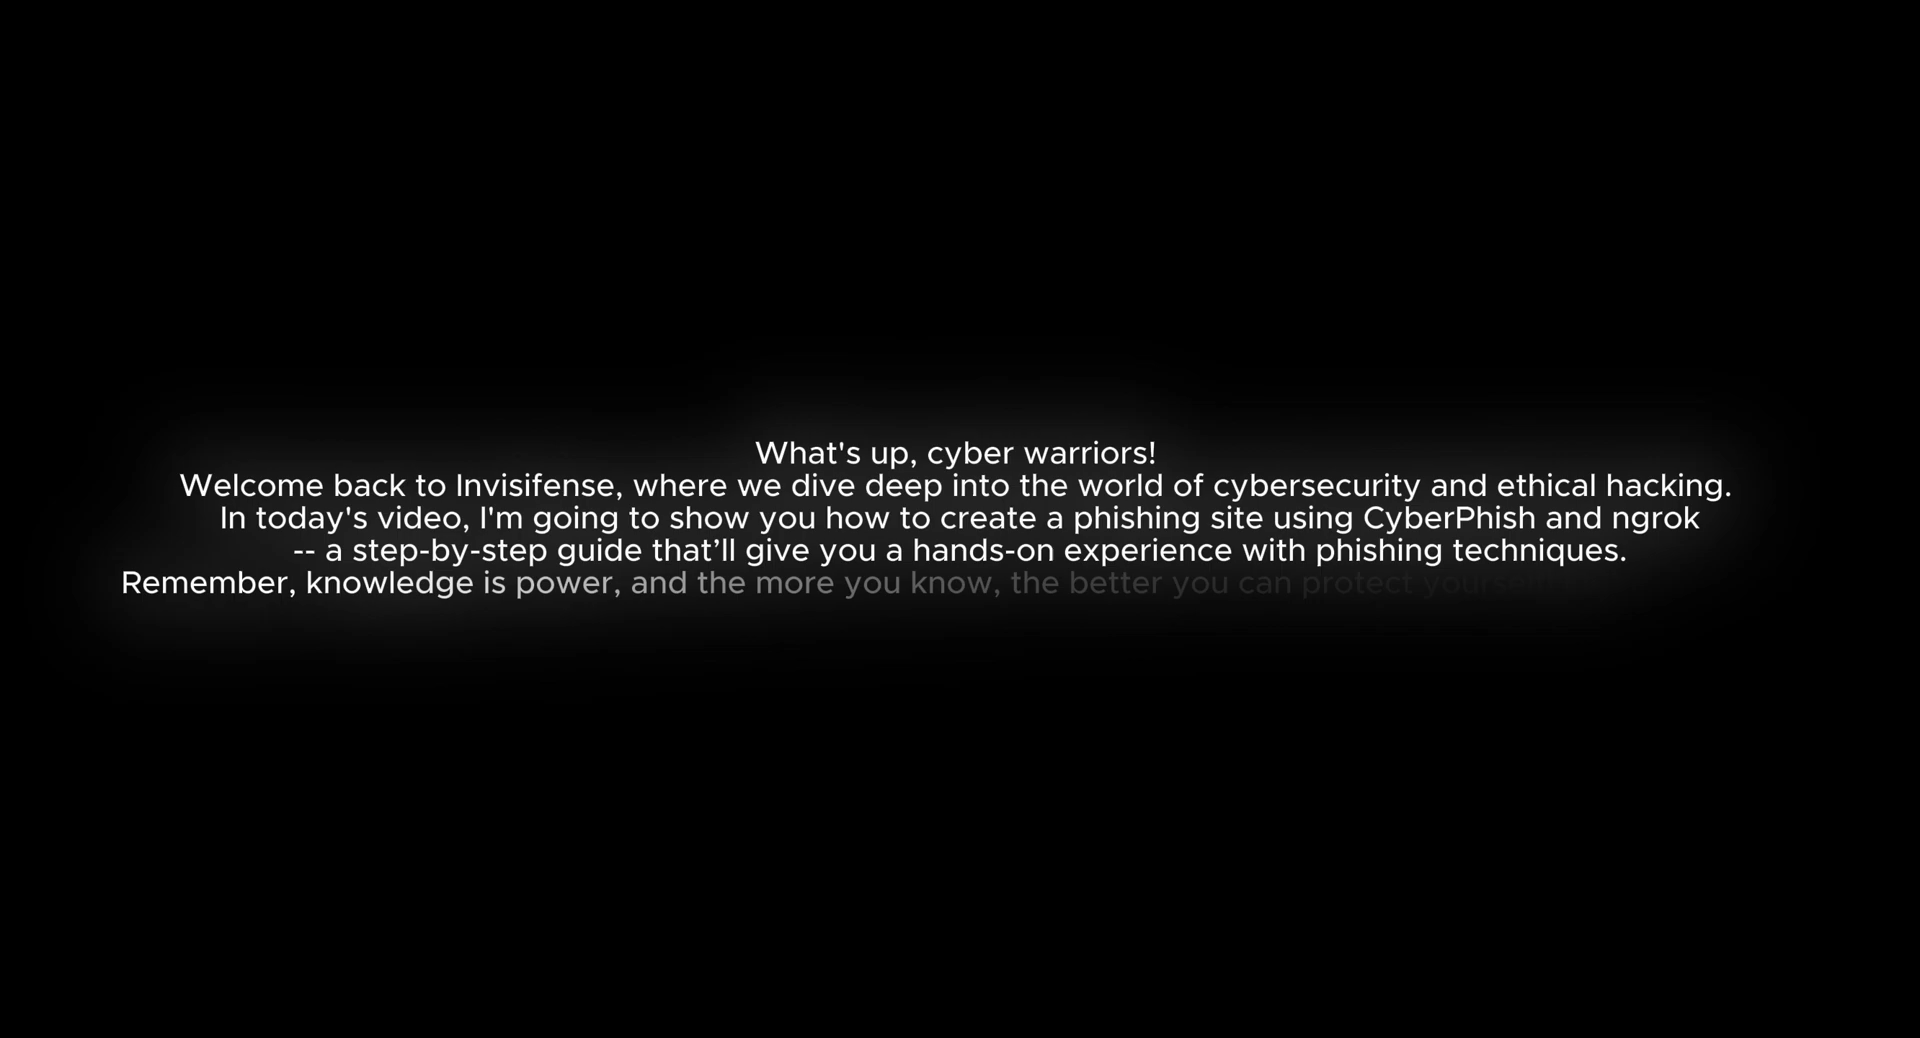 What's up, cyber warriors!
Welcome back to Invisifense, where we dive deep into the world of cybersecurity and ethical hacking.
In today's video, I'm going to show you how to create a phishing site using CyberPhish and ngrok
-- a step-by-step guide that’ll give you a hands-on experience with phishing techniques.
Remember, knowledge is power, and the more you know, the better you can protect